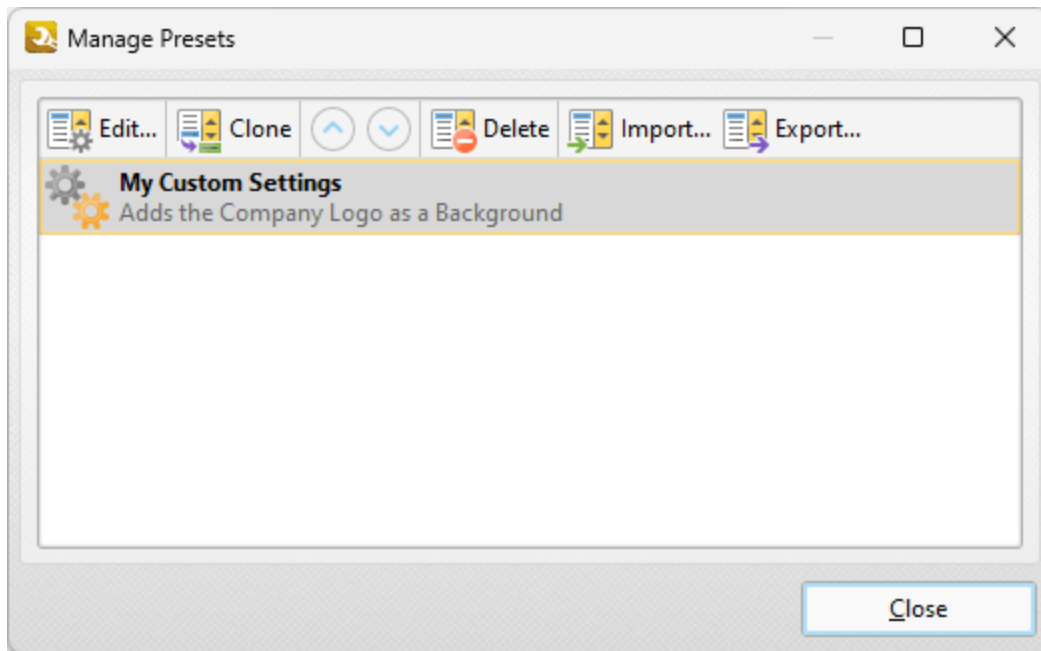 Manage Presets
Edit... Clone Delete Import... Export...
My Custom Settings
Adds the Company Logo as a Background
Close